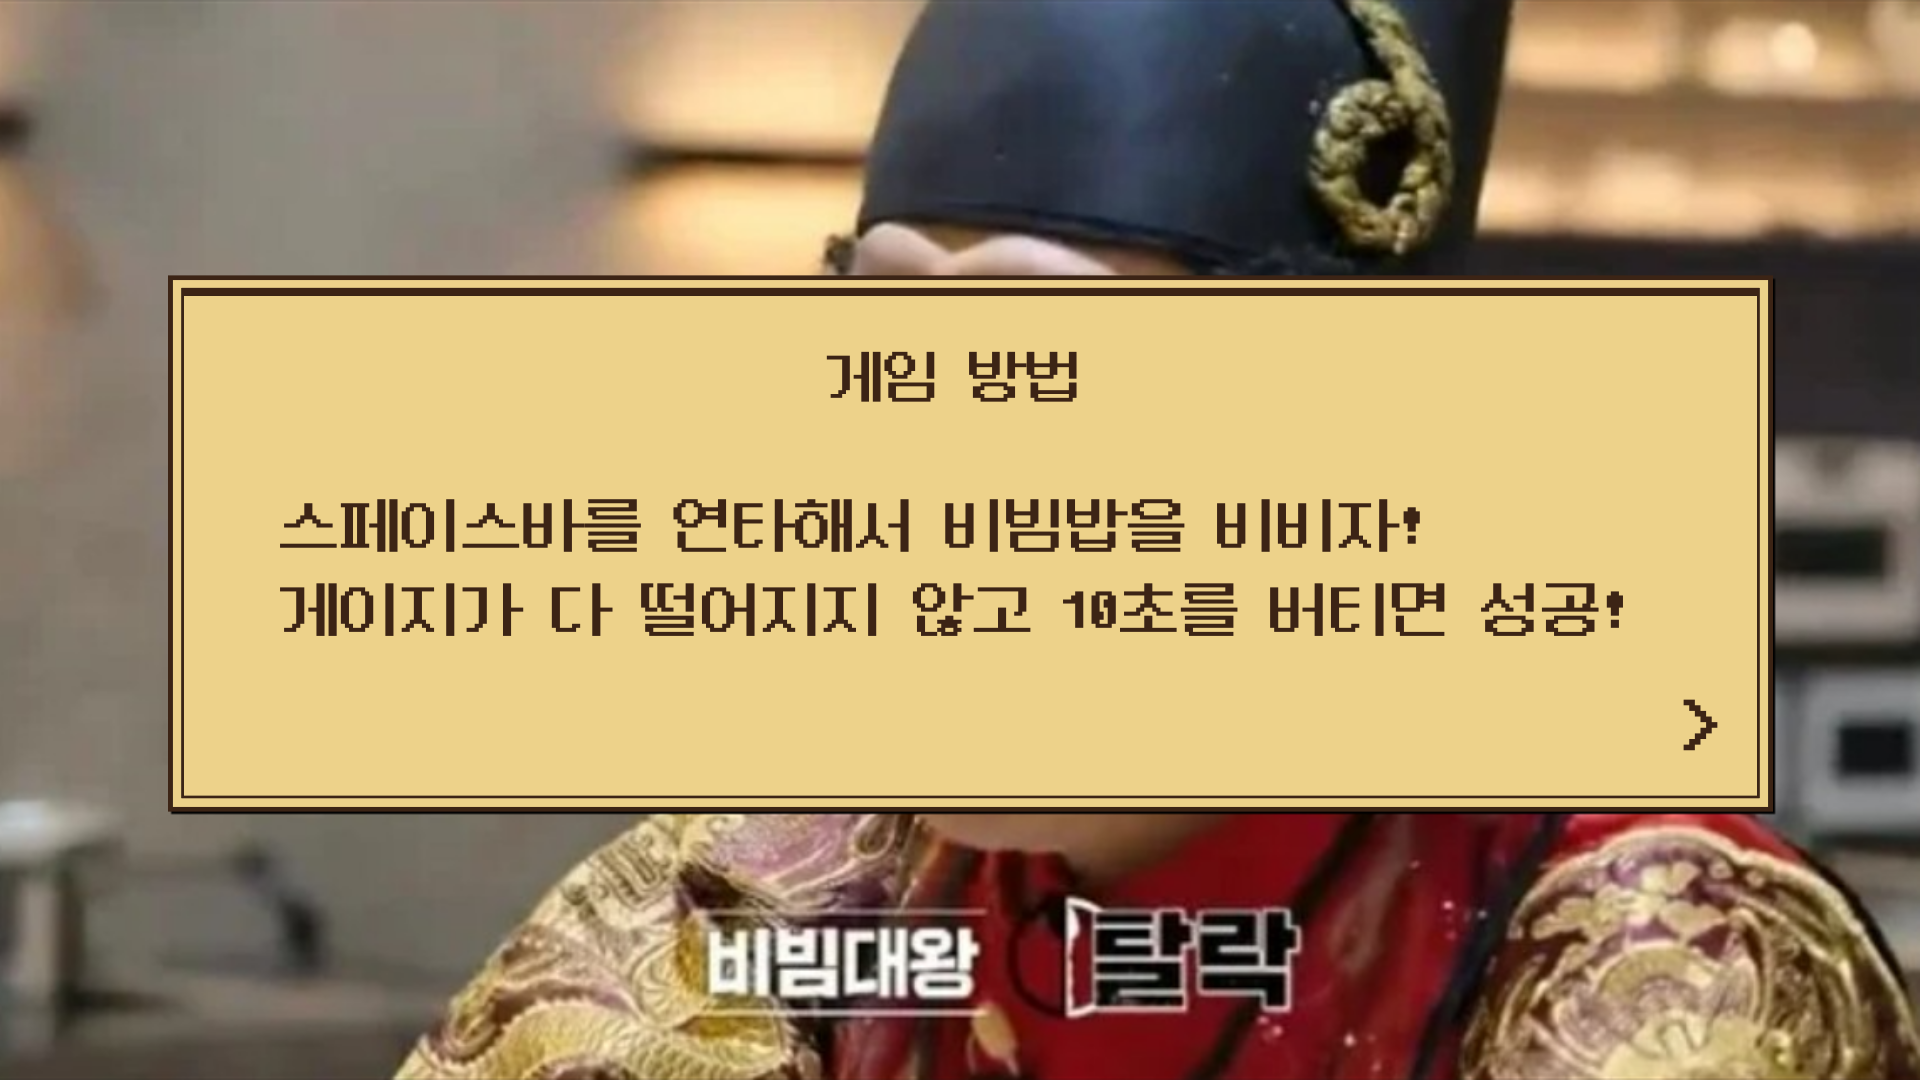 게임 방법
스페이스바를 연타해서 비빔밥을 비비자!
게이지가 다 떨어지지 않고 10초를 버티면 성공!
>
비빔대왕 탈락